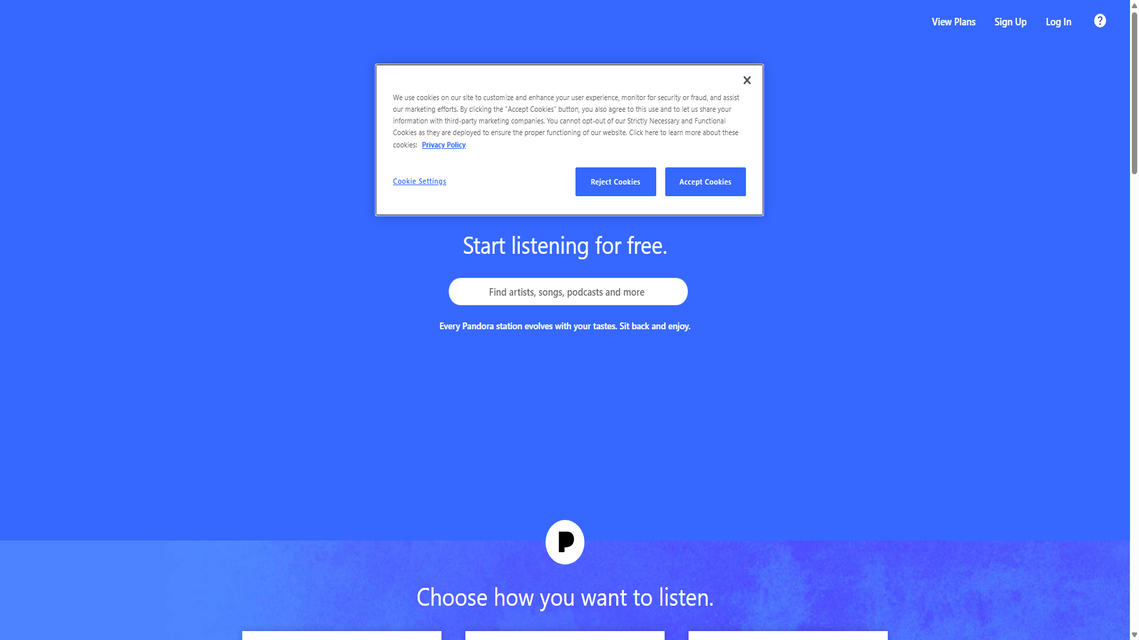 View Plans
Sign Up
Log In
We use cookies on our site to customize and enhance your user experience, monitor for security or fraud, and assist
our marketing efforts. By clicking the "Accept Cookies" button, you also agree to this use and to let us share your
information with third-party marketing companies. You cannot opt-out of our Strictly Necessary and Functional
Cookies as they are deployed to ensure the proper functioning of our website. Click here to learn more about these
cookies: Privacy Policy
Cookie Settings
Reject Cookies
Accept Cookies
Start listening for free.
Find artists, songs, podcasts and more
Every Pandora station evolves with your tastes. Sit back and enjoy.
Choose how you want to listen.